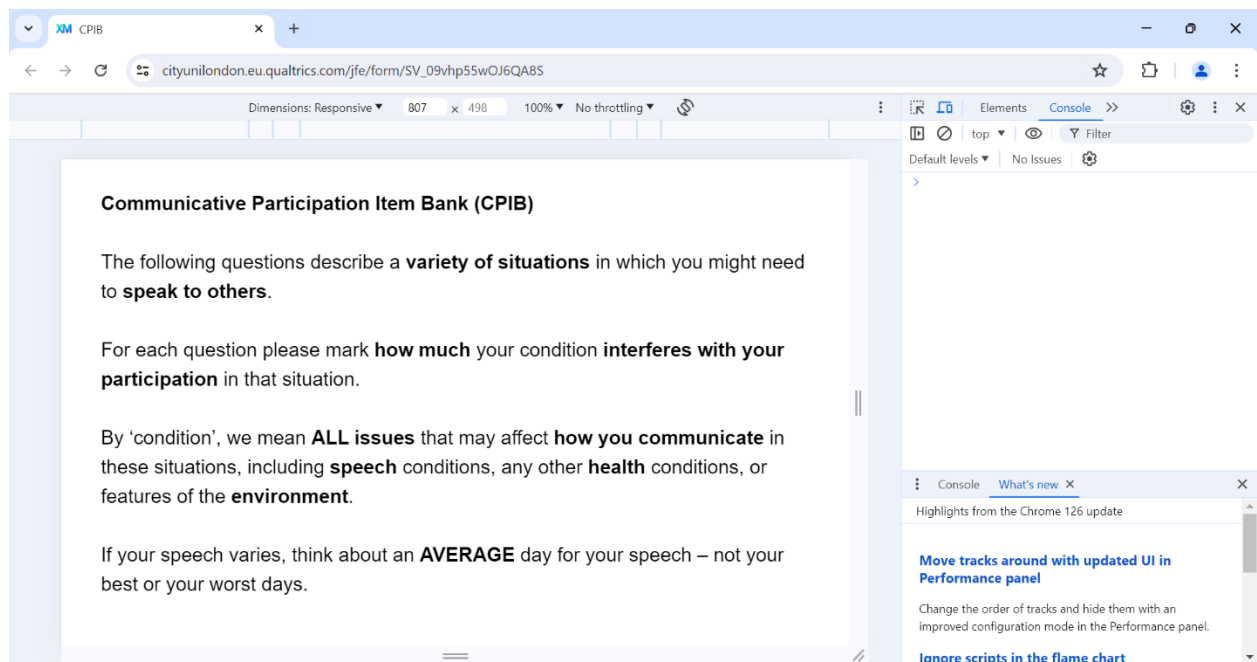 XM CPIB
cityunilondon.eu.qualtrics.com/jfe/form/SV_09vhp55wOJ6QA8S
Dimensions: Responsive 807 x 498 100% No throttling
Elements Console
top Filter
Default levels No Issues
Communicative Participation Item Bank (CPIB)
The following questions describe a variety of situations in which you might need
to speak to others.
For each question please mark how much your condition interferes with your
participation in that situation.
By ‘condition’, we mean ALL issues that may affect how you communicate in
these situations, including speech conditions, any other health conditions, or
features of the environment.
If your speech varies, think about an AVERAGE day for your speech – not your
best or your worst days.
Console What's new
Highlights from the Chrome 126 update
Move tracks around with updated UI in
Performance panel
Change the order of tracks and hide them with an
improved configuration mode in the Performance panel.
Ignore scripts in the flame chart